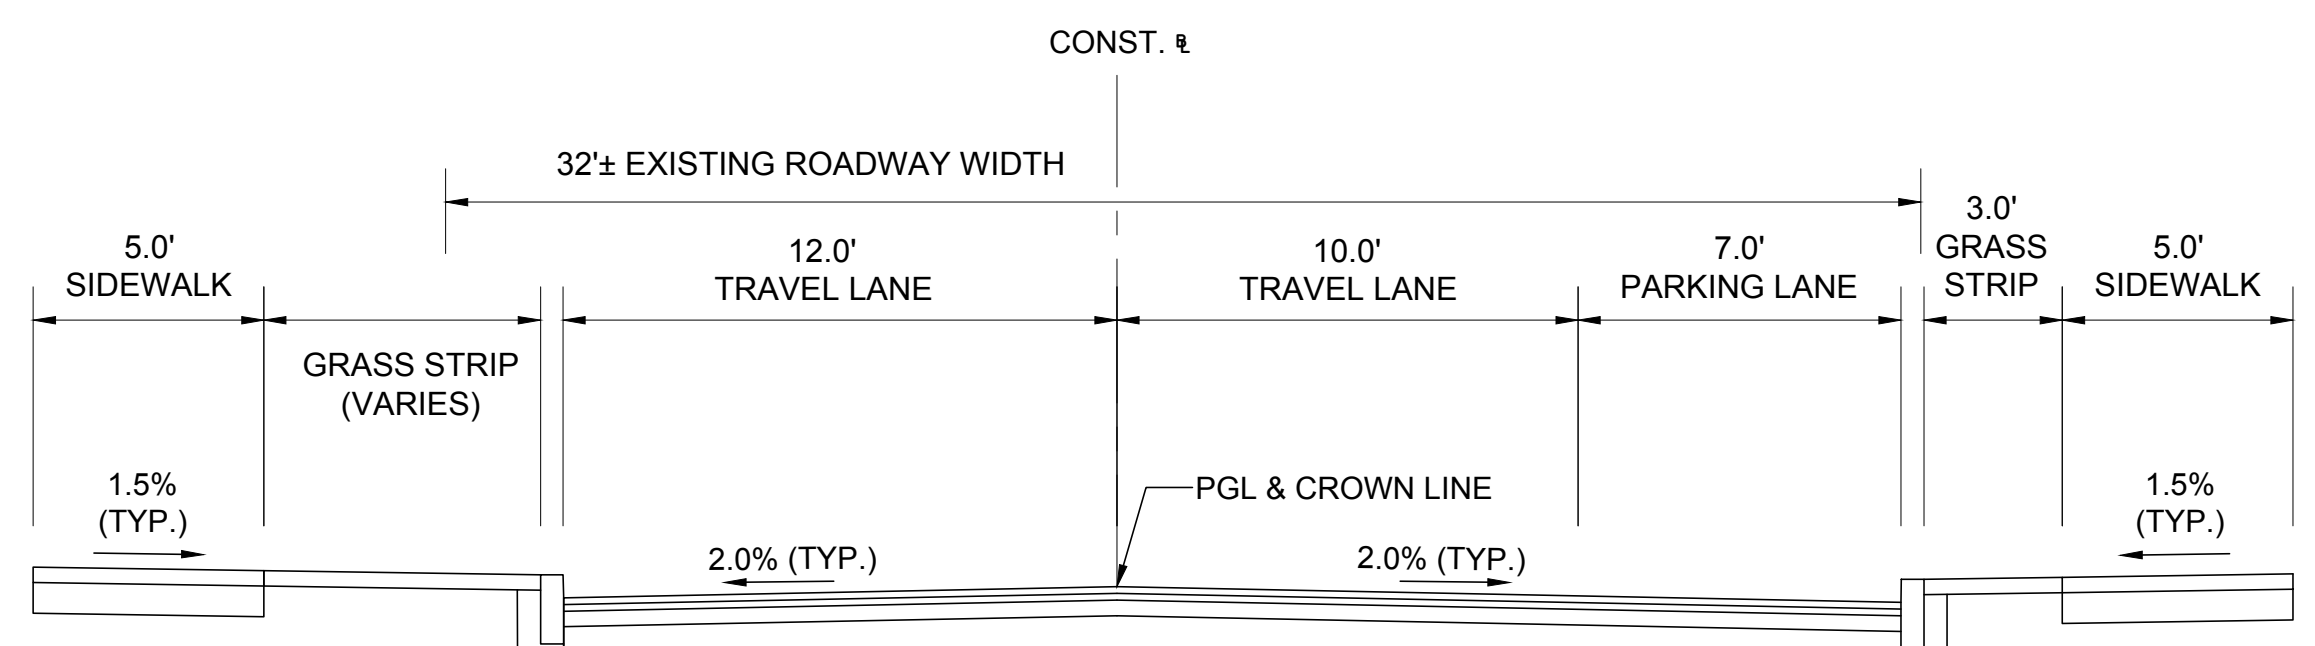 CONST. ℄
32'± EXISTING ROADWAY WIDTH
5.0'
SIDEWALK
GRASS STRIP
(VARIES)
12.0'
TRAVEL LANE
10.0'
TRAVEL LANE
7.0'
PARKING LANE
3.0'
GRASS
STRIP
5.0'
SIDEWALK
1.5%
(TYP.)
2.0% (TYP.)
PGL & CROWN LINE
2.0% (TYP.)
1.5%
(TYP.)